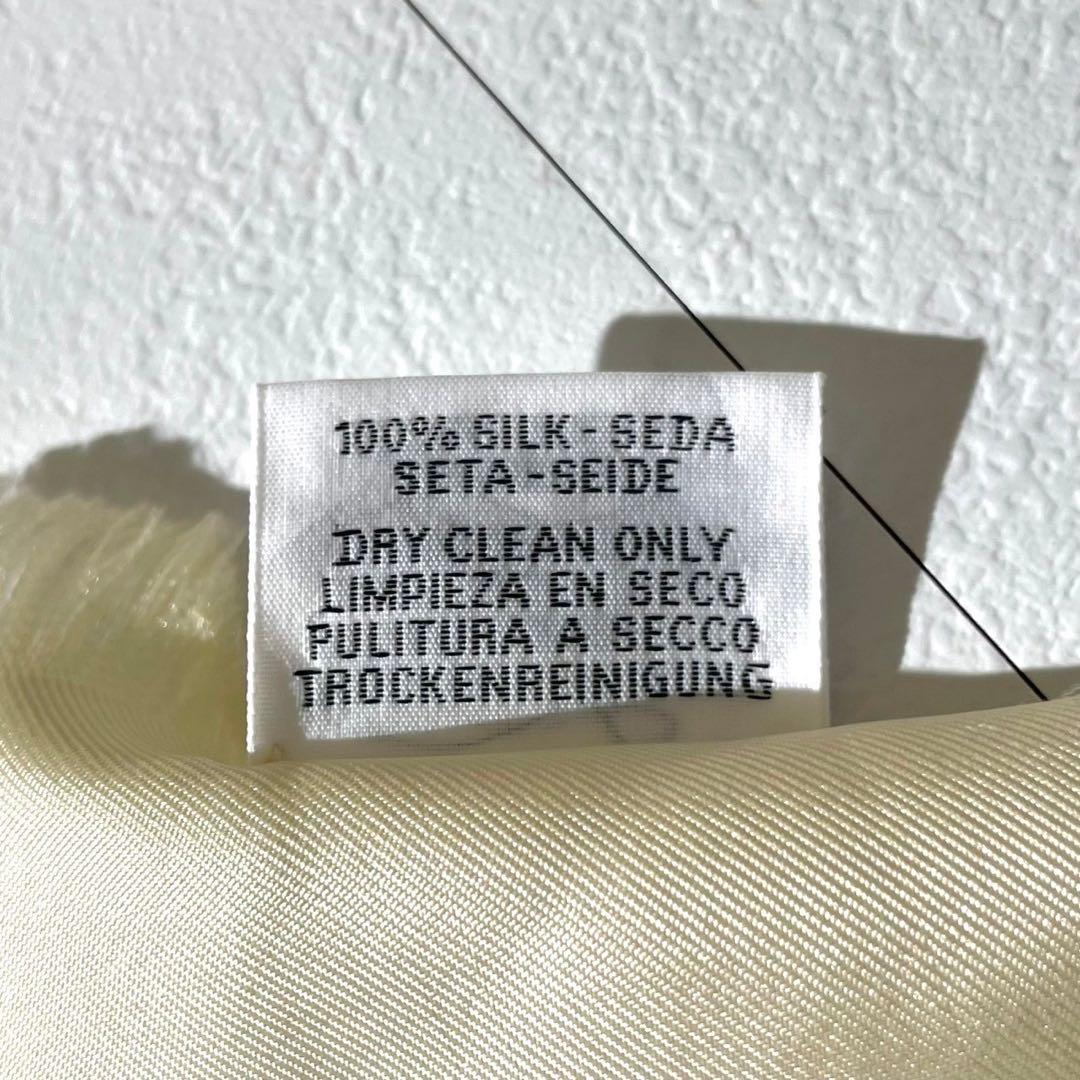 100% SILK-SEDA
SETA-SEIDE
DRY CLEAN ONLY
LIMPIEZA EN SECO
PULITURA A SECCO
TROCKENREINIGUNG